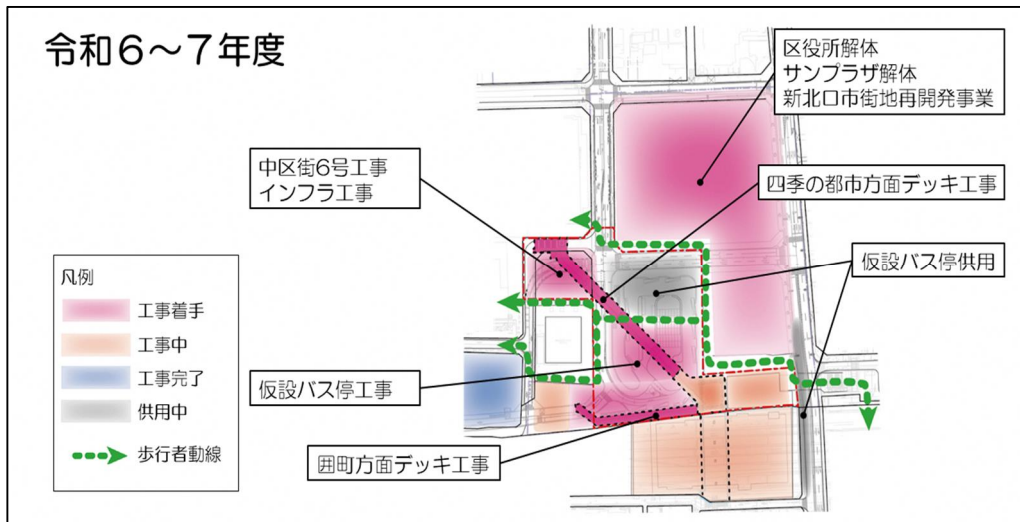 令和6〜7年度
区役所解体
サンプラザ解体
新北口市街地再開発事業
中区街6号工事
インフラ工事
四季の都市方面デッキ工事
仮設バス停供用
凡例
工事着手
工事中
工事完了
供用中
歩行者動線
仮設バス停工事
囲町方面デッキ工事